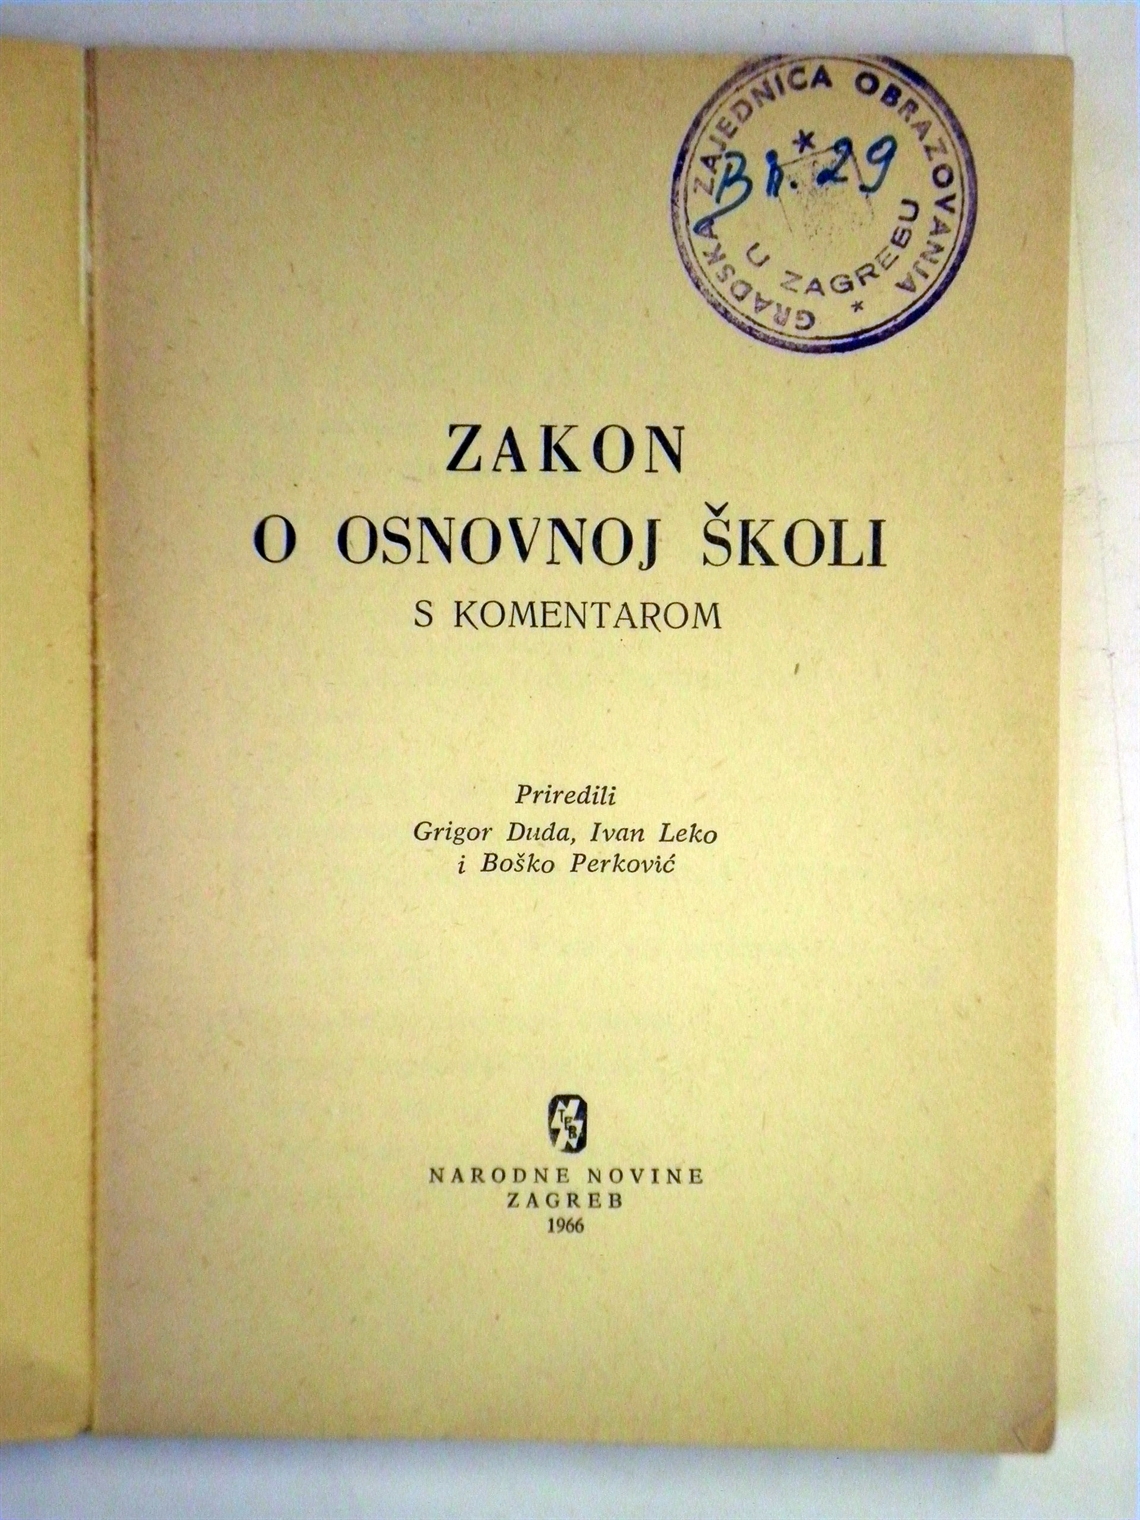 GRADSKA ZAJEDNICA OBRAZOVANJA
U ZAGREBU
Br. 29
ZAKON
O OSNOVNOJ ŠKOLI
S KOMENTAROM
Priredili
Grigor Duda, Ivan Leko
i Boško Perković
NARODNE NOVINE
ZAGREB
1966